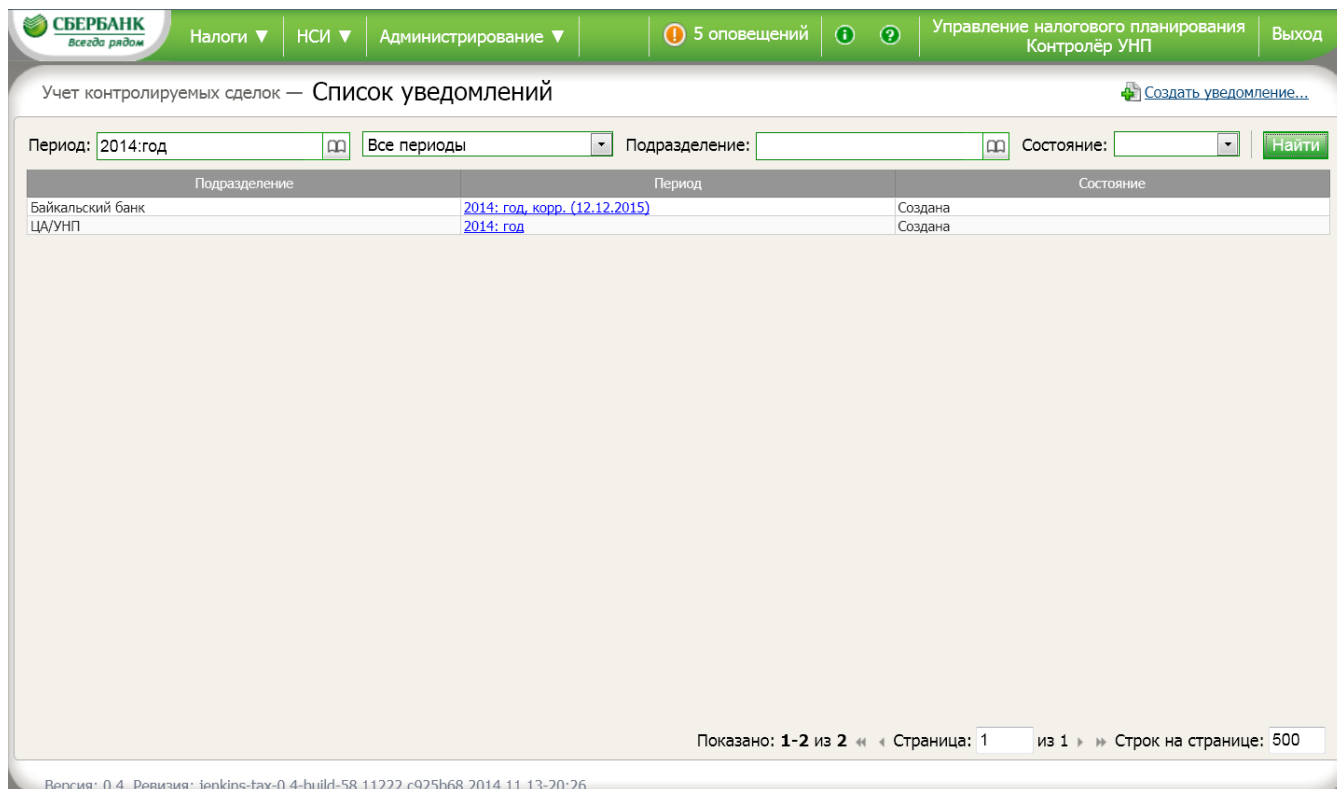 СБЕРБАНК
Всегда рядом
Налоги ▼ НСИ ▼ Администрирование ▼ 5 оповещений Управление налогового планирования Выход
Контролёр УНП
Учет контролируемых сделок — Список уведомлений Создать уведомление...
Период: 2014:год Все периоды Подразделение: Состояние: Найти
Подразделение Период Состояние
Байкальский банк 2014: год, корр. (12.12.2015) Создана
ЦА/УНП 2014: год Создана
Показано: 1-2 из 2 Страница: 1 из 1 Строк на странице: 500
Версия: 0.4 Ревизия: jenkins-tax-0.4-build-58 11222 c925b68 2014 11 13-20:26